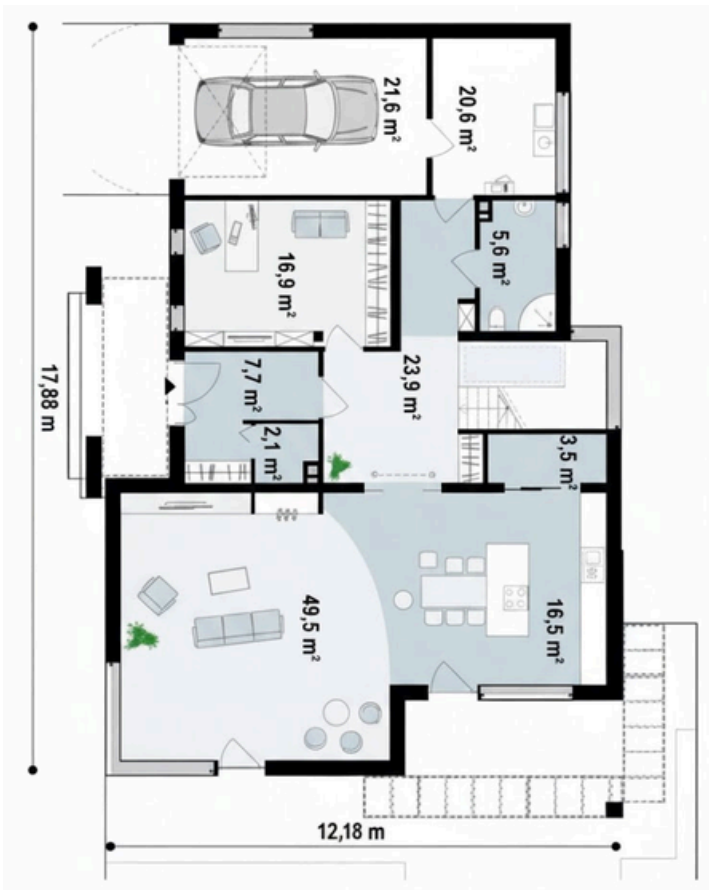 21,6 m²
20,6 m²
5,6 m²
16,9 m²
7,7 m²
23,9 m²
2,1 m²
3,5 m²
17,88 m
49,5 m²
16,5 m²
12,18 m